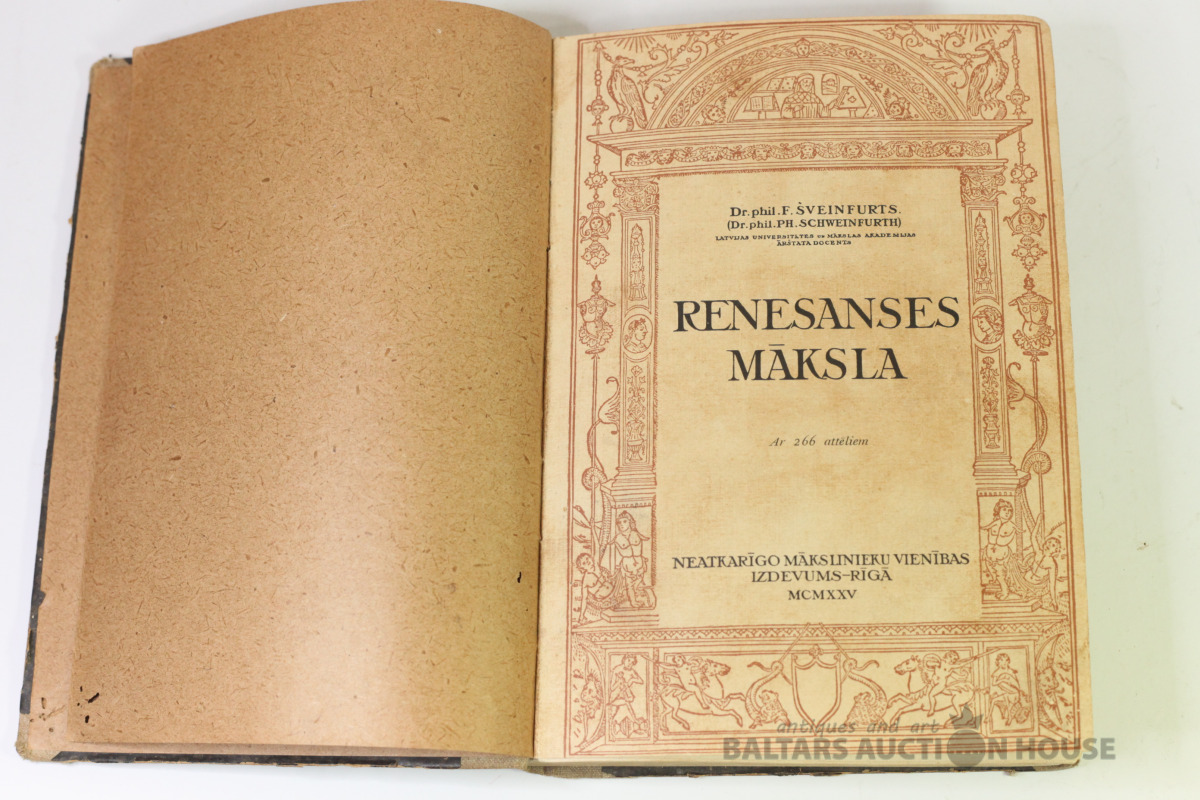 Dr. phil. F. ŠVEINFURTS.
(Dr. phil. PH. SCHWEINFURTH)
LATVIJAS UNIVERSITĀTES UN MĀKSLAS AKADEMIJAS
ĀRŠTATA DOCENTS
RENESANSES
MĀKSLA
Ar 266 attēliem
NEATKARĪGO MĀKSLINIEKU VIENĪBAS
IZDEVUMS–RĪGĀ
MCMXXV
antiques and art
BALTARS AUCTION HOUSE